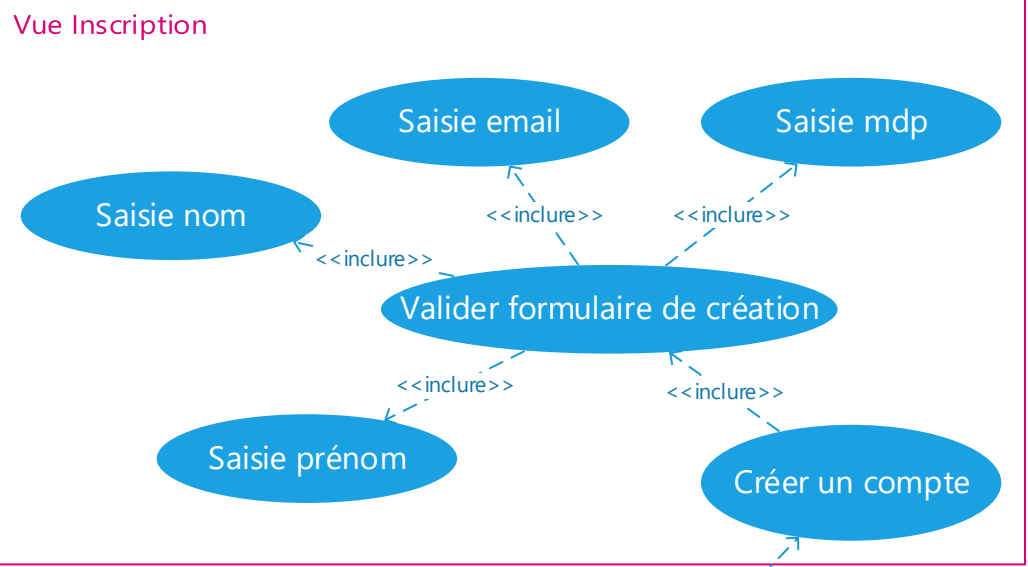 Vue Inscription
Saisie email
Saisie mdp
Saisie nom
<<inclure>>
<<inclure>>
<<inclure>>
Valider formulaire de création
<<inclure>>
<<inclure>>
Saisie prénom
Créer un compte